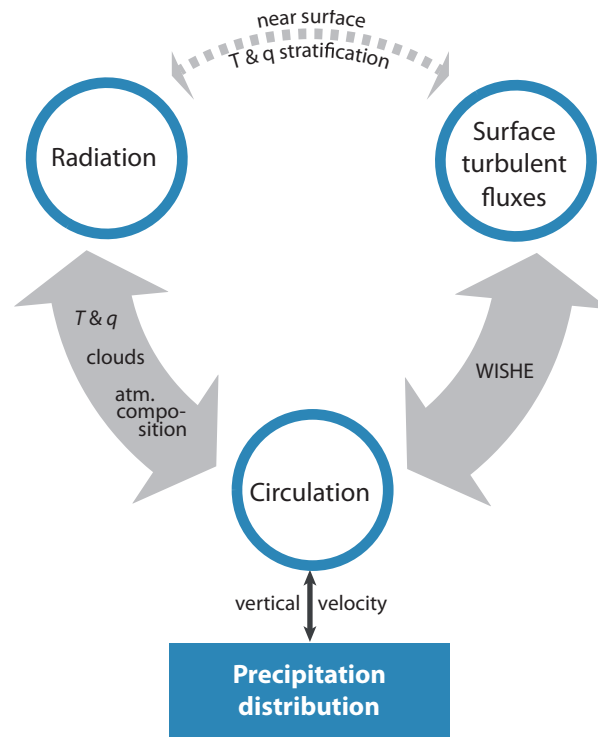 near surface
T & q stratification
Radiation
Surface
turbulent
fluxes
T & q
clouds
atm.
compo-
sition
WISHE
Circulation
vertical velocity
Precipitation
distribution